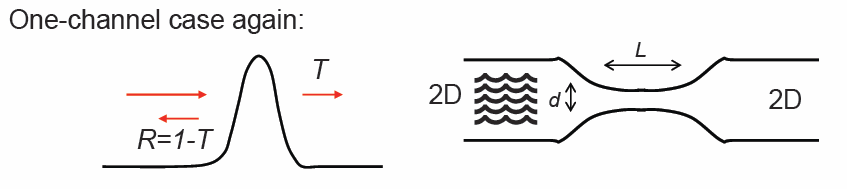 One-channel case again:
T
R=1-T
L
2D
d
2D